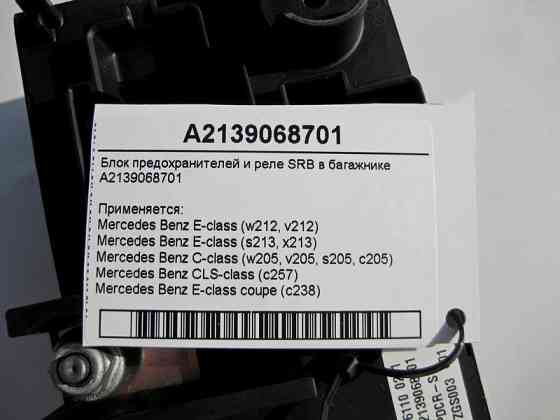 A2139068701
Блок предохранителей и реле SRB в багажнике
A2139068701
Применяется:
Mercedes Benz E-class (w212, v212)
Mercedes Benz E-class (s213, x213)
Mercedes Benz C-class (w205, v205, s205, c205)
Mercedes Benz CLS-class (c257)
Mercedes Benz E-class coupe (c238)